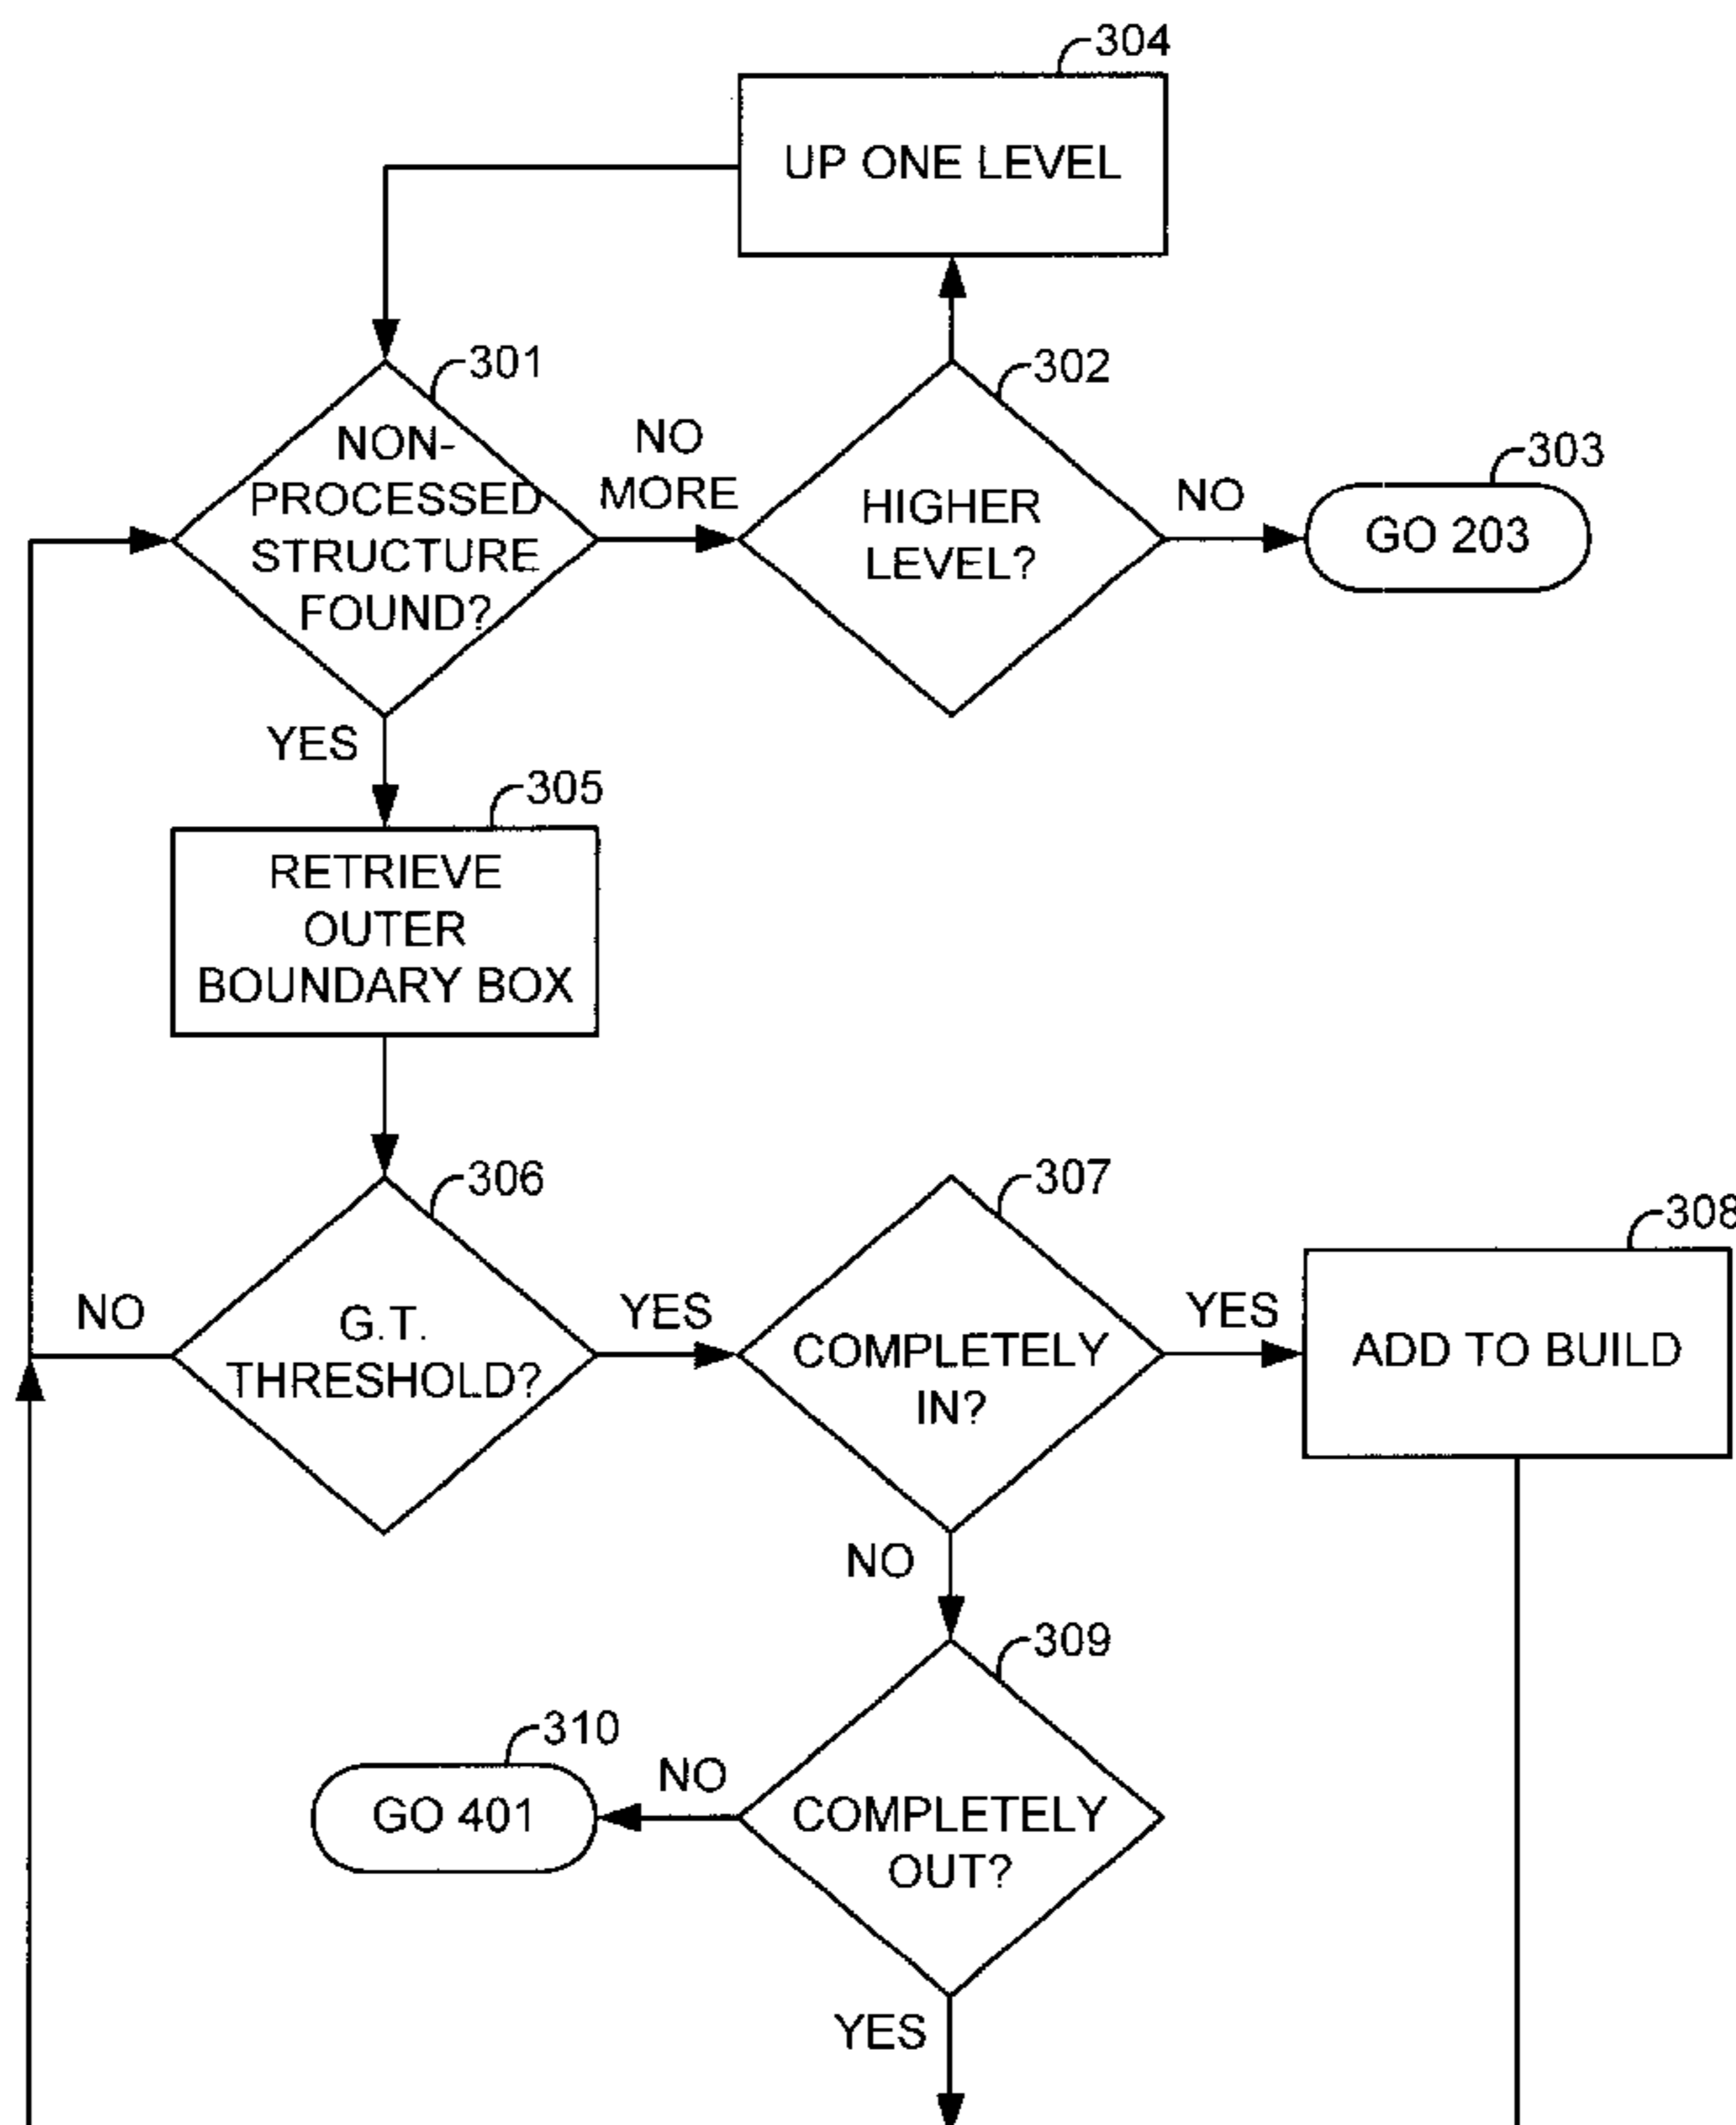 304
UP ONE LEVEL
301
NON-
PROCESSED
STRUCTURE
FOUND?
NO
MORE
302
HIGHER
LEVEL?
NO
303
GO 203
YES
305
RETRIEVE
OUTER
BOUNDARY BOX
306
G.T.
THRESHOLD?
NO
YES
307
COMPLETELY
IN?
YES
308
ADD TO BUILD
NO
309
COMPLETELY
OUT?
NO
310
GO 401
YES